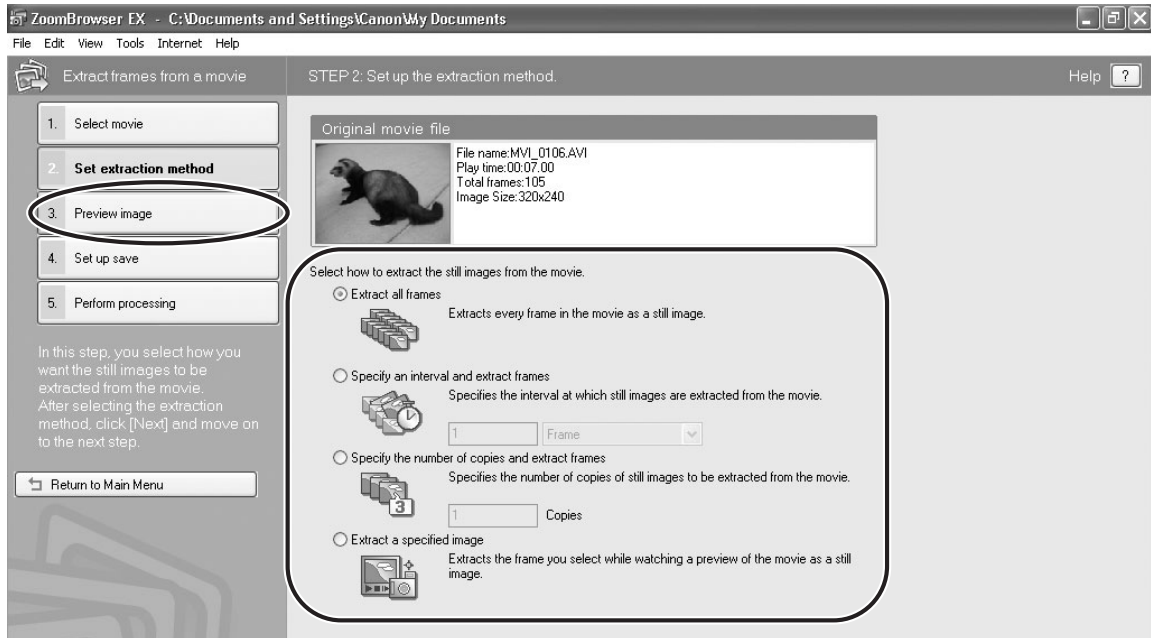 ZoomBrowser EX - C:\Documents and Settings\Canon\My Documents
File Edit View Tools Internet Help
Extract frames from a movie
STEP 2: Set up the extraction method.
Help ?
1. Select movie
2. Set extraction method
3. Preview image
4. Set up save
5. Perform processing
In this step, you select how you
want the still images to be
extracted from the movie.
After selecting the extraction
method, click [Next] and move on
to the next step.
Return to Main Menu
Original movie file
File name:MVI_0106.AVI
Play time:00:07.00
Total frames:105
Image Size:320x240
Select how to extract the still images from the movie.
Extract all frames
Extracts every frame in the movie as a still image.
Specify an interval and extract frames
Specifies the interval at which still images are extracted from the movie.
1 Frame
Specify the number of copies and extract frames
Specifies the number of copies of still images to be extracted from the movie.
3
1 Copies
Extract a specified image
Extracts the frame you select while watching a preview of the movie as a still
image.